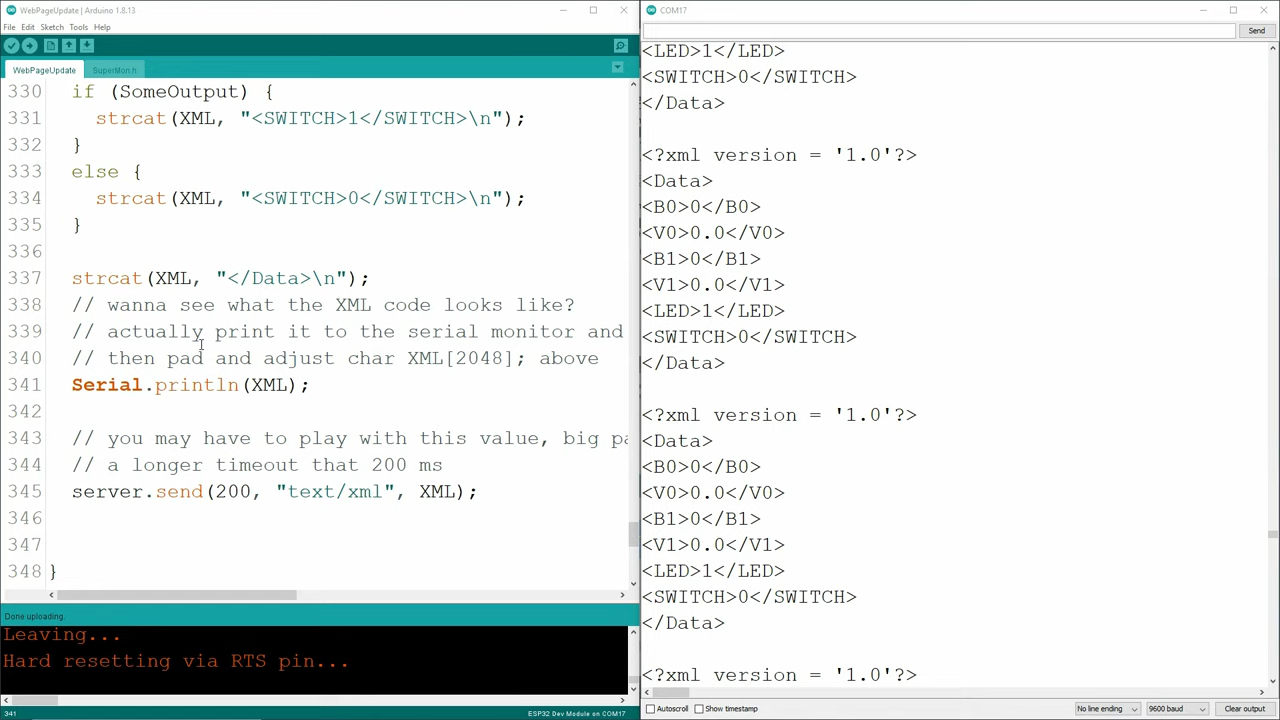 WebPageUpdate | Arduino 1.8.13
File Edit Sketch Tools Help
WebPageUpdate SuperMon.h
330 if (SomeOutput) {
331 strcat(XML, "<SWITCH>1</SWITCH>\n");
332 }
333 else {
334 strcat(XML, "<SWITCH>0</SWITCH>\n");
335 }
336
337 strcat(XML, "</Data>\n");
338 // wanna see what the XML code looks like?
339 // actually print it to the serial monitor and
340 // then pad and adjust char XML[2048]; above
341 Serial.println(XML);
342
343 // you may have to play with this value, big pa
344 // a longer timeout that 200 ms
345 server.send(200, "text/xml", XML);
346
347
348 }
Done uploading.
Leaving...
Hard resetting via RTS pin...
341 ESP32 Dev Module on COM17
COM17
Send
<LED>1</LED>
<SWITCH>0</SWITCH>
</Data>
<?xml version = '1.0'?>
<Data>
<B0>0</B0>
<V0>0.0</V0>
<B1>0</B1>
<V1>0.0</V1>
<LED>1</LED>
<SWITCH>0</SWITCH>
</Data>
<?xml version = '1.0'?>
<Data>
<B0>0</B0>
<V0>0.0</V0>
<B1>0</B1>
<V1>0.0</V1>
<LED>1</LED>
<SWITCH>0</SWITCH>
</Data>
<?xml version = '1.0'?>
Autoscroll Show timestamp No line ending 9600 baud Clear output